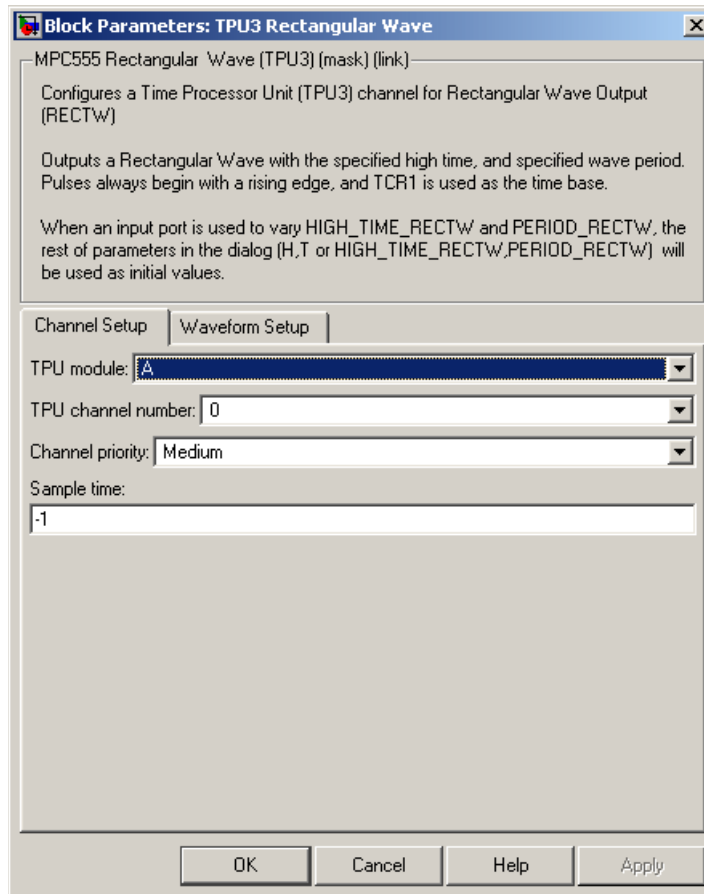 Block Parameters: TPU3 Rectangular Wave
MPC555 Rectangular Wave (TPU3) (mask) (link)
Configures a Time Processor Unit (TPU3) channel for Rectangular Wave Output
(RECTW)
Outputs a Rectangular Wave with the specified high time, and specified wave period.
Pulses always begin with a rising edge, and TCR1 is used as the time base.
When an input port is used to vary HIGH_TIME_RECTW and PERIOD_RECTW, the
rest of parameters in the dialog (H,T or HIGH_TIME_RECTW,PERIOD_RECTW) will
be used as initial values.
Channel Setup Waveform Setup
TPU module: A
TPU channel number: 0
Channel priority: Medium
Sample time:
-1
OK Cancel Help Apply